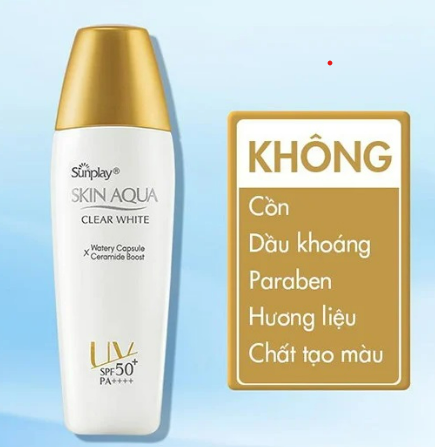 Sunplay®
SKIN AQUA
CLEAR WHITE
x Watery Capsule
Ceramide Boost
UV
SPF50+
PA++++
KHÔNG
Cồn
Dầu khoáng
Paraben
Hương liệu
Chất tạo màu